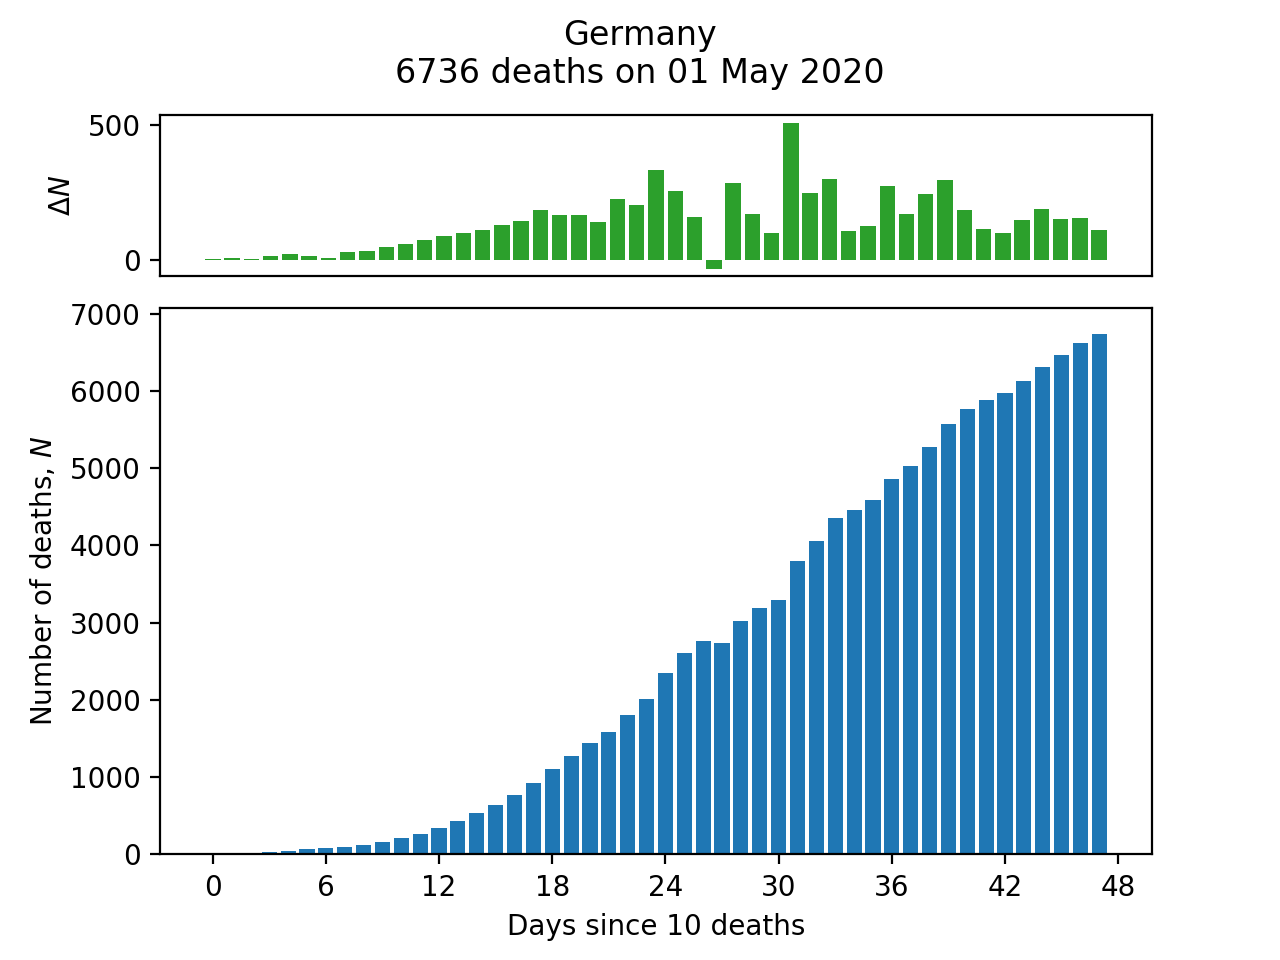 Germany
6736 deaths on 01 May 2020
500
0
ΔN
7000
6000
5000
4000
3000
2000
1000
0
Number of deaths, N
0 6 12 18 24 30 36 42 48
Days since 10 deaths